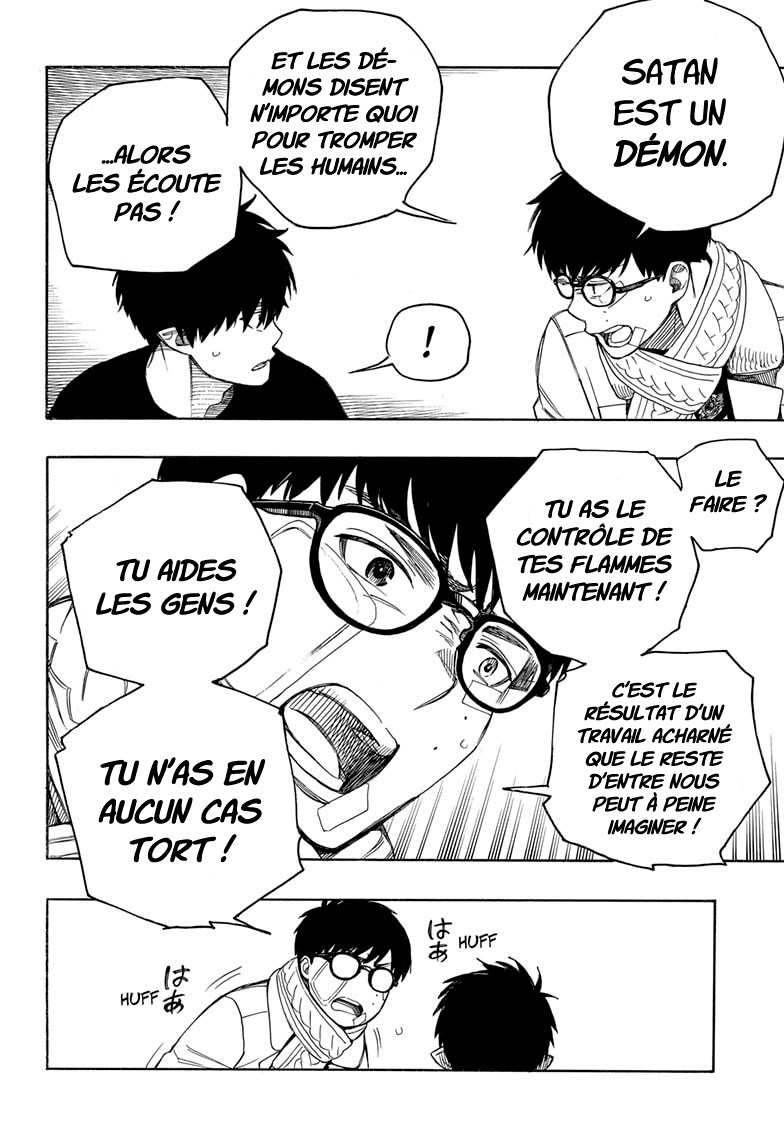 SATAN
EST UN
DÉMON.
ET LES DÉ-
MONS DISENT
N'IMPORTE QUOI
POUR TROMPER
LES HUMAINS...
...ALORS
LES ÉCOUTE
PAS !
!
LE
FAIRE ?
TU AS LE
CONTRÔLE DE
TES FLAMMES
MAINTENANT !
C'EST LE
RÉSULTAT D'UN
TRAVAIL ACHARNÉ
QUE LE RESTE
D'ENTRE NOUS
PEUT À PEINE
IMAGINER !
TU AIDES
LES GENS !
TU N'AS EN
AUCUN CAS
TORT !
はぁ
HUFF
はぁ
HUFF